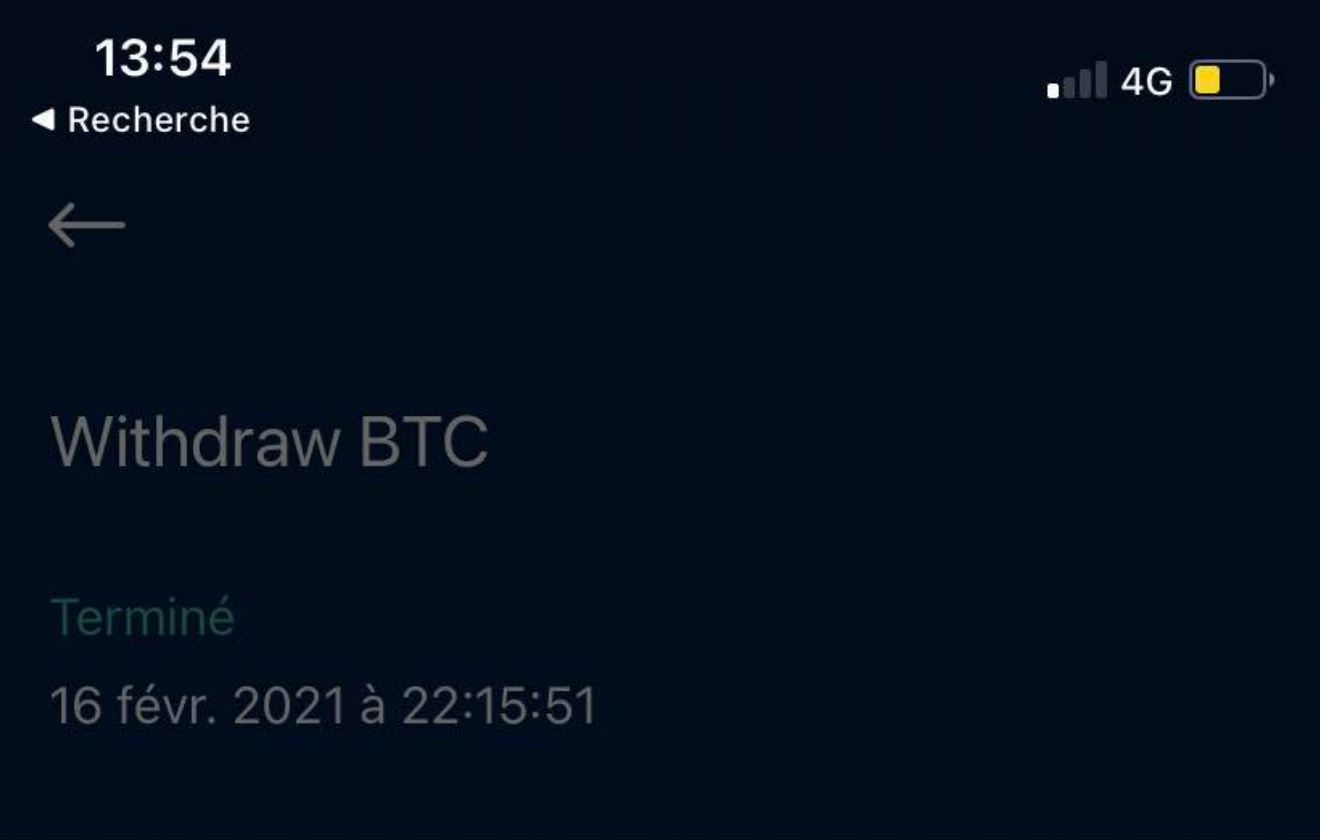 13:54
4G
◀ Recherche
Withdraw BTC
Terminé
16 févr. 2021 à 22:15:51